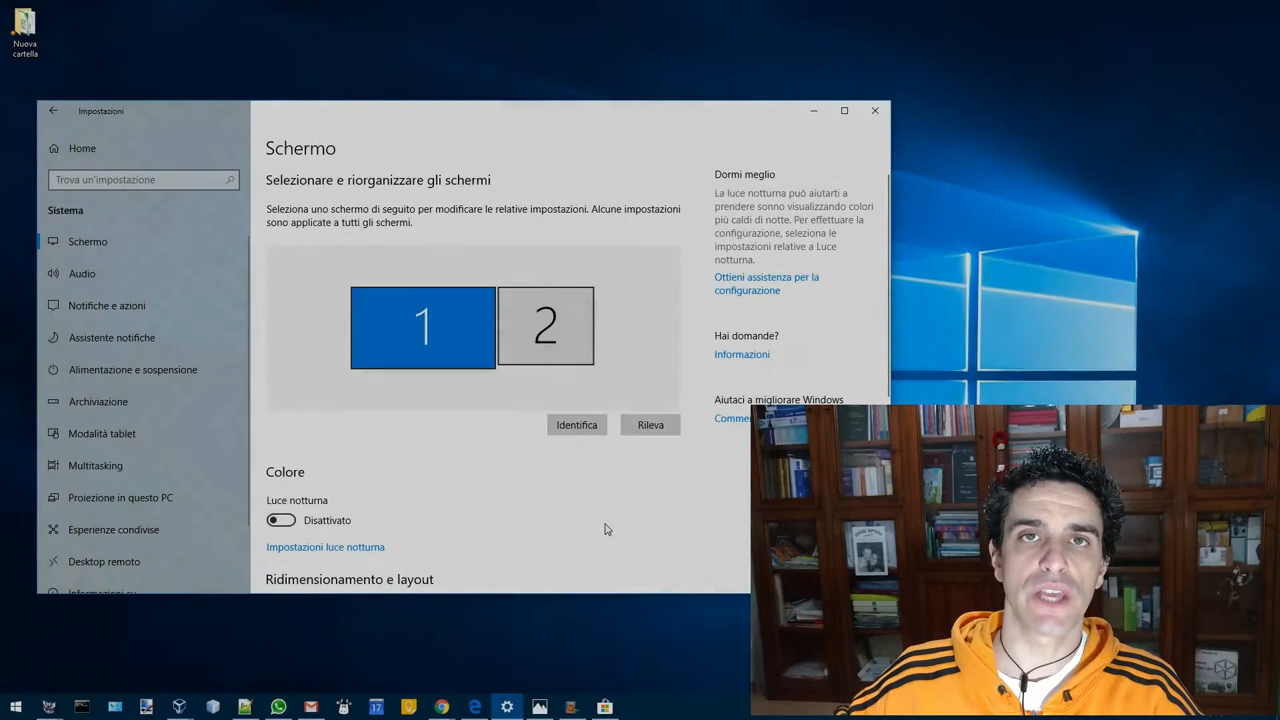 Nuova
cartella
Impostazioni
Home
Trova un'impostazione
Sistema
Schermo
Audio
Notifiche e azioni
Assistente notifiche
Alimentazione e sospensione
Archiviazione
Modalità tablet
Multitasking
Proiezione in questo PC
Esperienze condivise
Desktop remoto
Schermo
Selezionare e riorganizzare gli schermi
Seleziona uno schermo di seguito per modificare le relative impostazioni. Alcune impostazioni
sono applicate a tutti gli schermi.
1
2
Identifica
Rileva
Colore
Luce notturna
Disattivato
Impostazioni luce notturna
Ridimensionamento e layout
Dormi meglio
La luce notturna può aiutarti a
prendere sonno visualizzando colori
più caldi di notte. Per effettuare la
configurazione, seleziona le
impostazioni relative a Luce
notturna.
Ottieni assistenza per la
configurazione
Hai domande?
Informazioni
Aiutaci a migliorare Windows
OGGI SPOSI